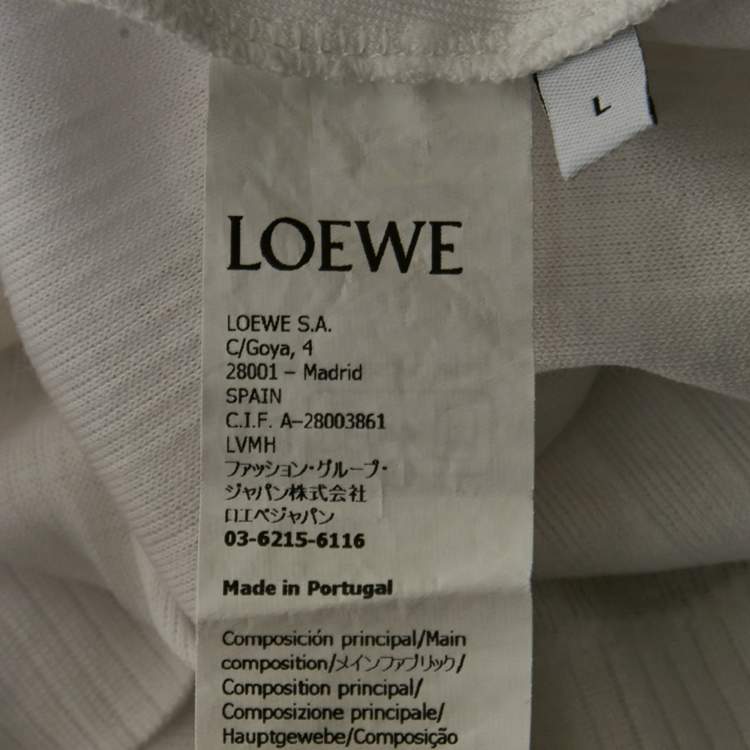 L
LOEWE
LOEWE S.A.
C/Goya, 4
28001 – Madrid
SPAIN
C.I.F. A-28003861
LVMH
ファッション・グループ・
ジャパン株式会社
ロエベジャパン
03-6215-6116
Made in Portugal
Composición principal/Main
composition/メインファブリック/
Composition principal/
Composizione principale/
Hauptgewebe/Composição